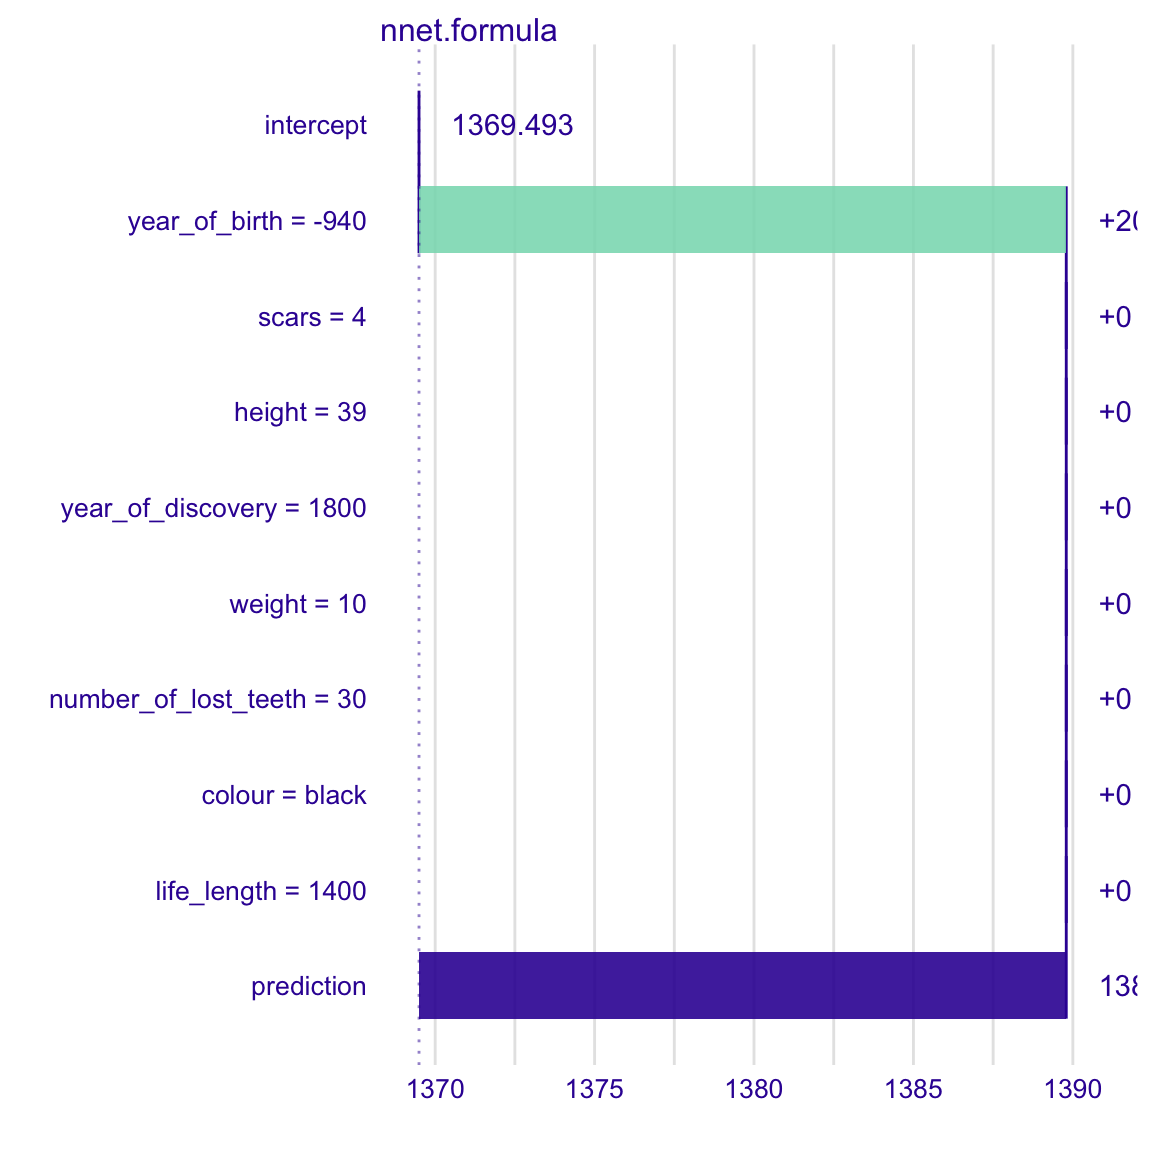 nnet.formula
intercept 1369.493
year_of_birth = -940
scars = 4 +0
height = 39 +0
year_of_discovery = 1800 +0
weight = 10 +0
number_of_lost_teeth = 30 +0
colour = black +0
life_length = 1400 +0
prediction
1370 1375 1380 1385 1390